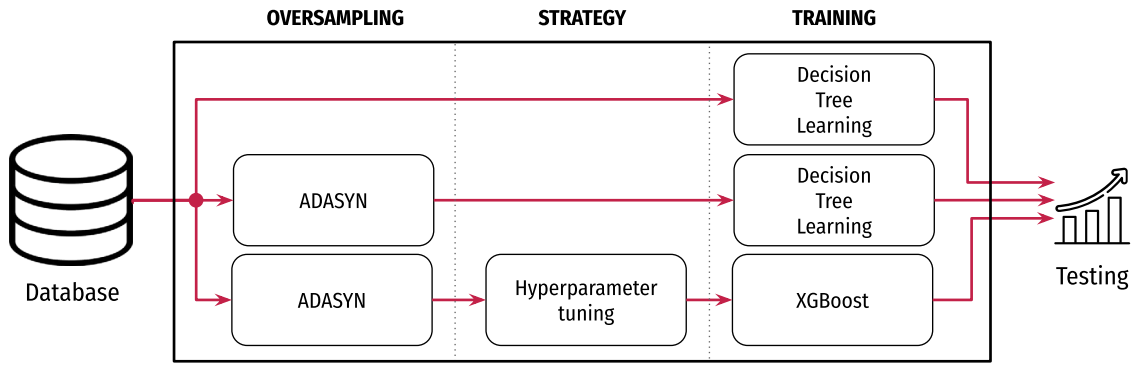 OVERSAMPLING
STRATEGY
TRAINING
Decision
Tree
Learning
ADASYN
Decision
Tree
Learning
Database
ADASYN
Hyperparameter
tuning
XGBoost
Testing